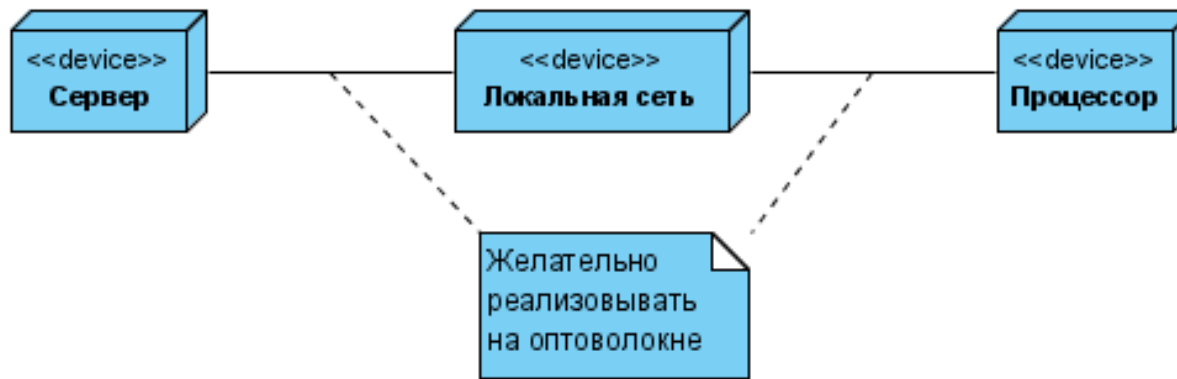 <<device>>
Сервер
<<device>>
Локальная сеть
<<device>>
Процессор
Желательно
реализовывать
на оптоволокне